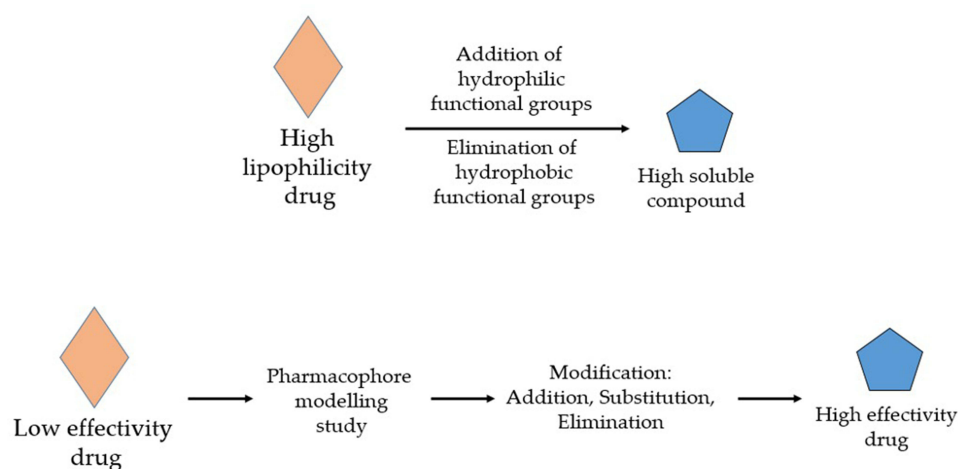 High
lipophilicity
drug
Addition of
hydrophilic
functional groups
Elimination of
hydrophobic
functional groups
High soluble
compound
Low effectivity
drug
Pharmacophore
modelling
study
Modification:
Addition, Substitution,
Elimination
High effectivity
drug